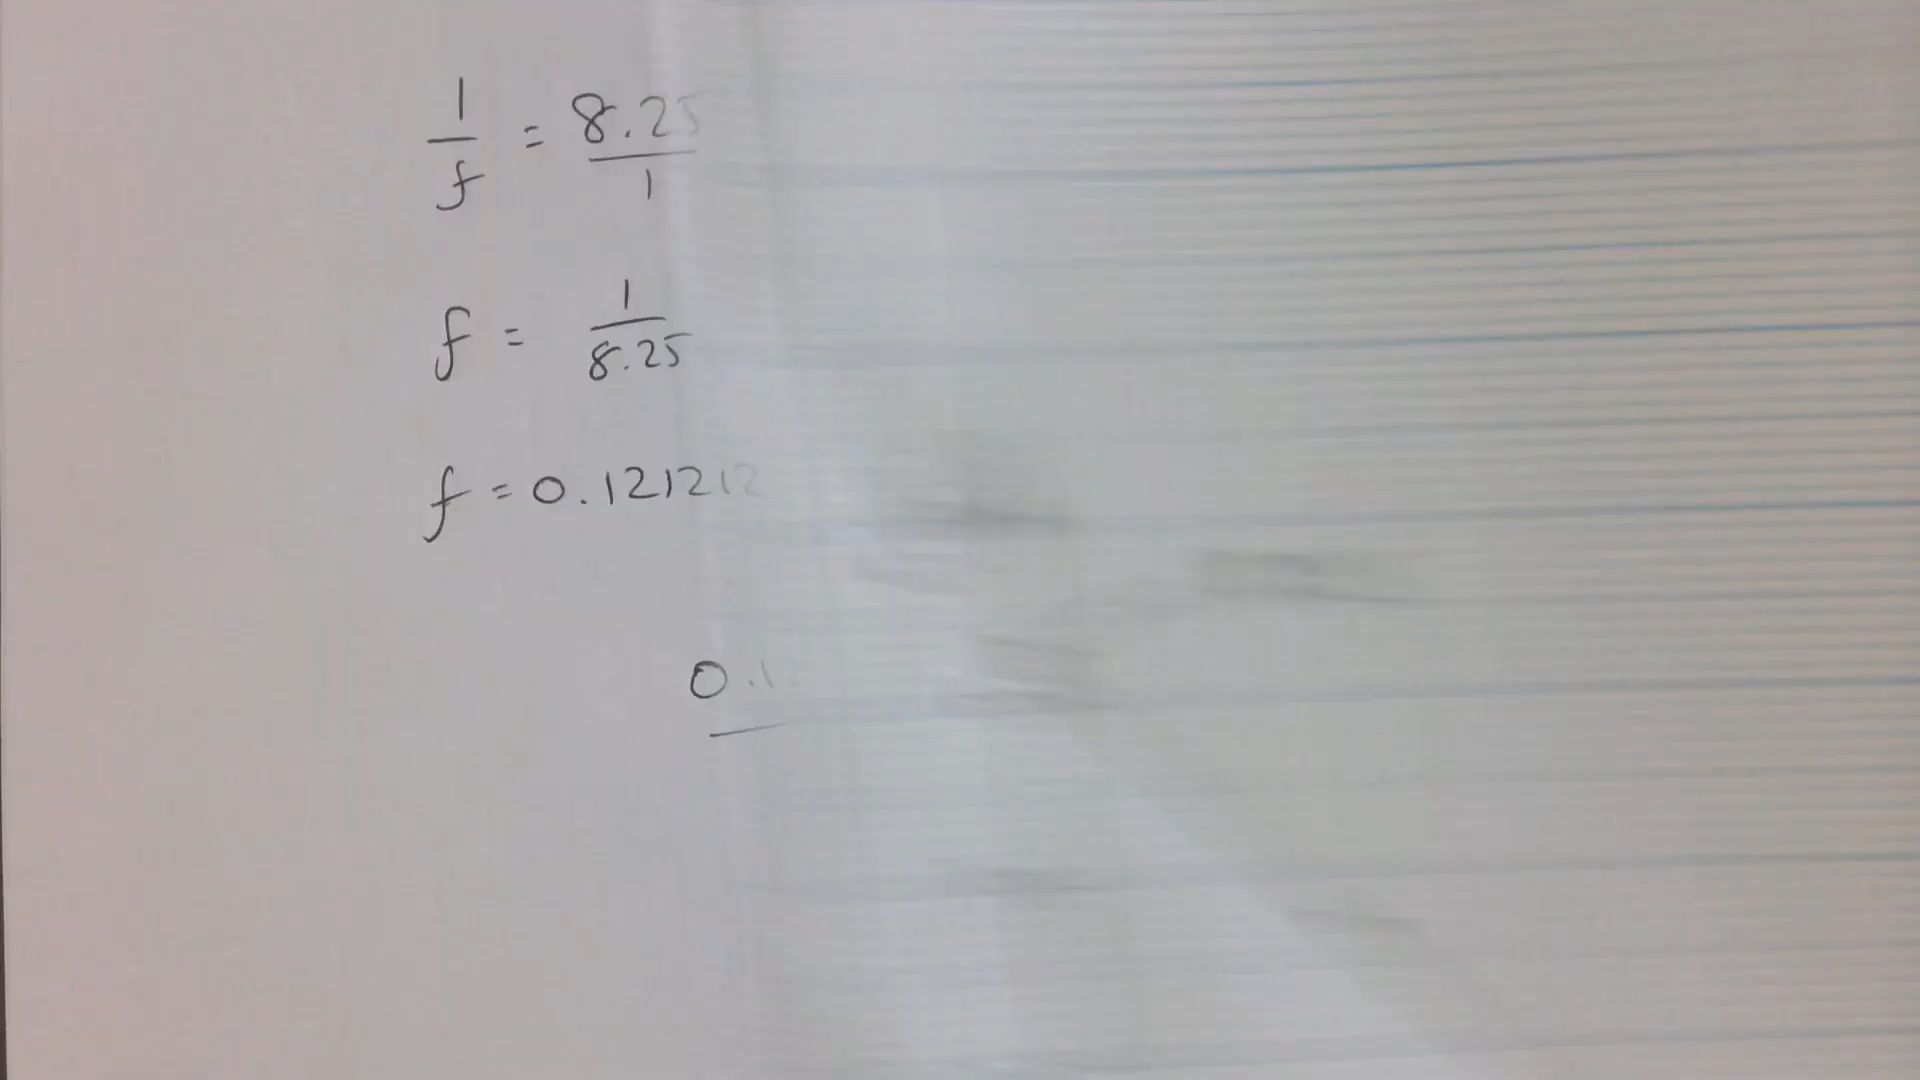 1/f = 8.25/1
f = 1/8.25
f = 0.121212
0.1